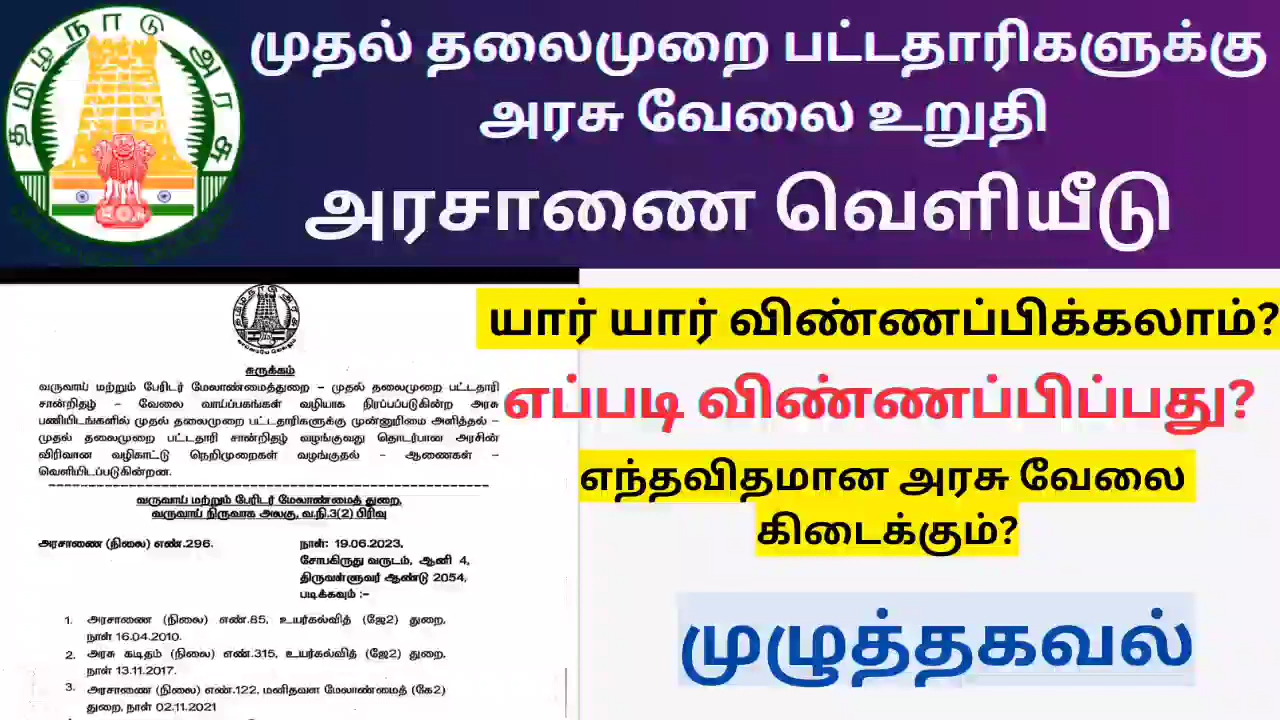 தமிழ் நாடு அரசு
முதல் தலைமுறை பட்டதாரிகளுக்கு
அரசு வேலை உறுதி
அரசாணை வெளியீடு
சுருக்கம்
வருவாய் மற்றும் பேரிடர் மேலாண்மைத்துறை – முதல் தலைமுறை பட்டதாரி
சான்றிதழ் – வேலை வாய்ப்பகங்கள் வழியாக நிரப்பப்படுகின்ற அரசு
பணியிடங்களில் முதல் தலைமுறை பட்டதாரிகளுக்கு முன்னுரிமை அளித்தல் –
முதல் தலைமுறை பட்டதாரி சான்றிதழ் வழங்குவது தொடர்பான அரசின்
விரிவான வழிகாட்டு நெறிமுறைகள் வழங்குதல் – ஆணைகள் –
வெளியிடப்படுகின்றன.
வருவாய் மற்றும் பேரிடர் மேலாண்மைத் துறை,
வருவாய் நிருவாக அலகு, வ.நி.3(2) பிரிவு
அரசாணை (நிலை) எண்.296.
நாள்: 19.06.2023,
சோபகிருது வருடம், ஆனி 4,
திருவள்ளுவர் ஆண்டு 2054,
படிக்கவும் :-
1. அரசாணை (நிலை) எண்.85, உயர்கல்வித் (ஜே2) துறை,
நாள் 16.04.2010.
2. அரசு கடிதம் (நிலை) எண்.315, உயர்கல்வித் (ஜே2) துறை,
நாள் 13.11.2017.
3. அரசாணை (நிலை) எண்.122, மனிதவள மேலாண்மைத் (கே2)
துறை, நாள் 02.11.2021
யார் யார் விண்ணப்பிக்கலாம்?
எப்படி விண்ணப்பிப்பது?
எந்தவிதமான அரசு வேலை
கிடைக்கும்?
முழுத்தகவல்